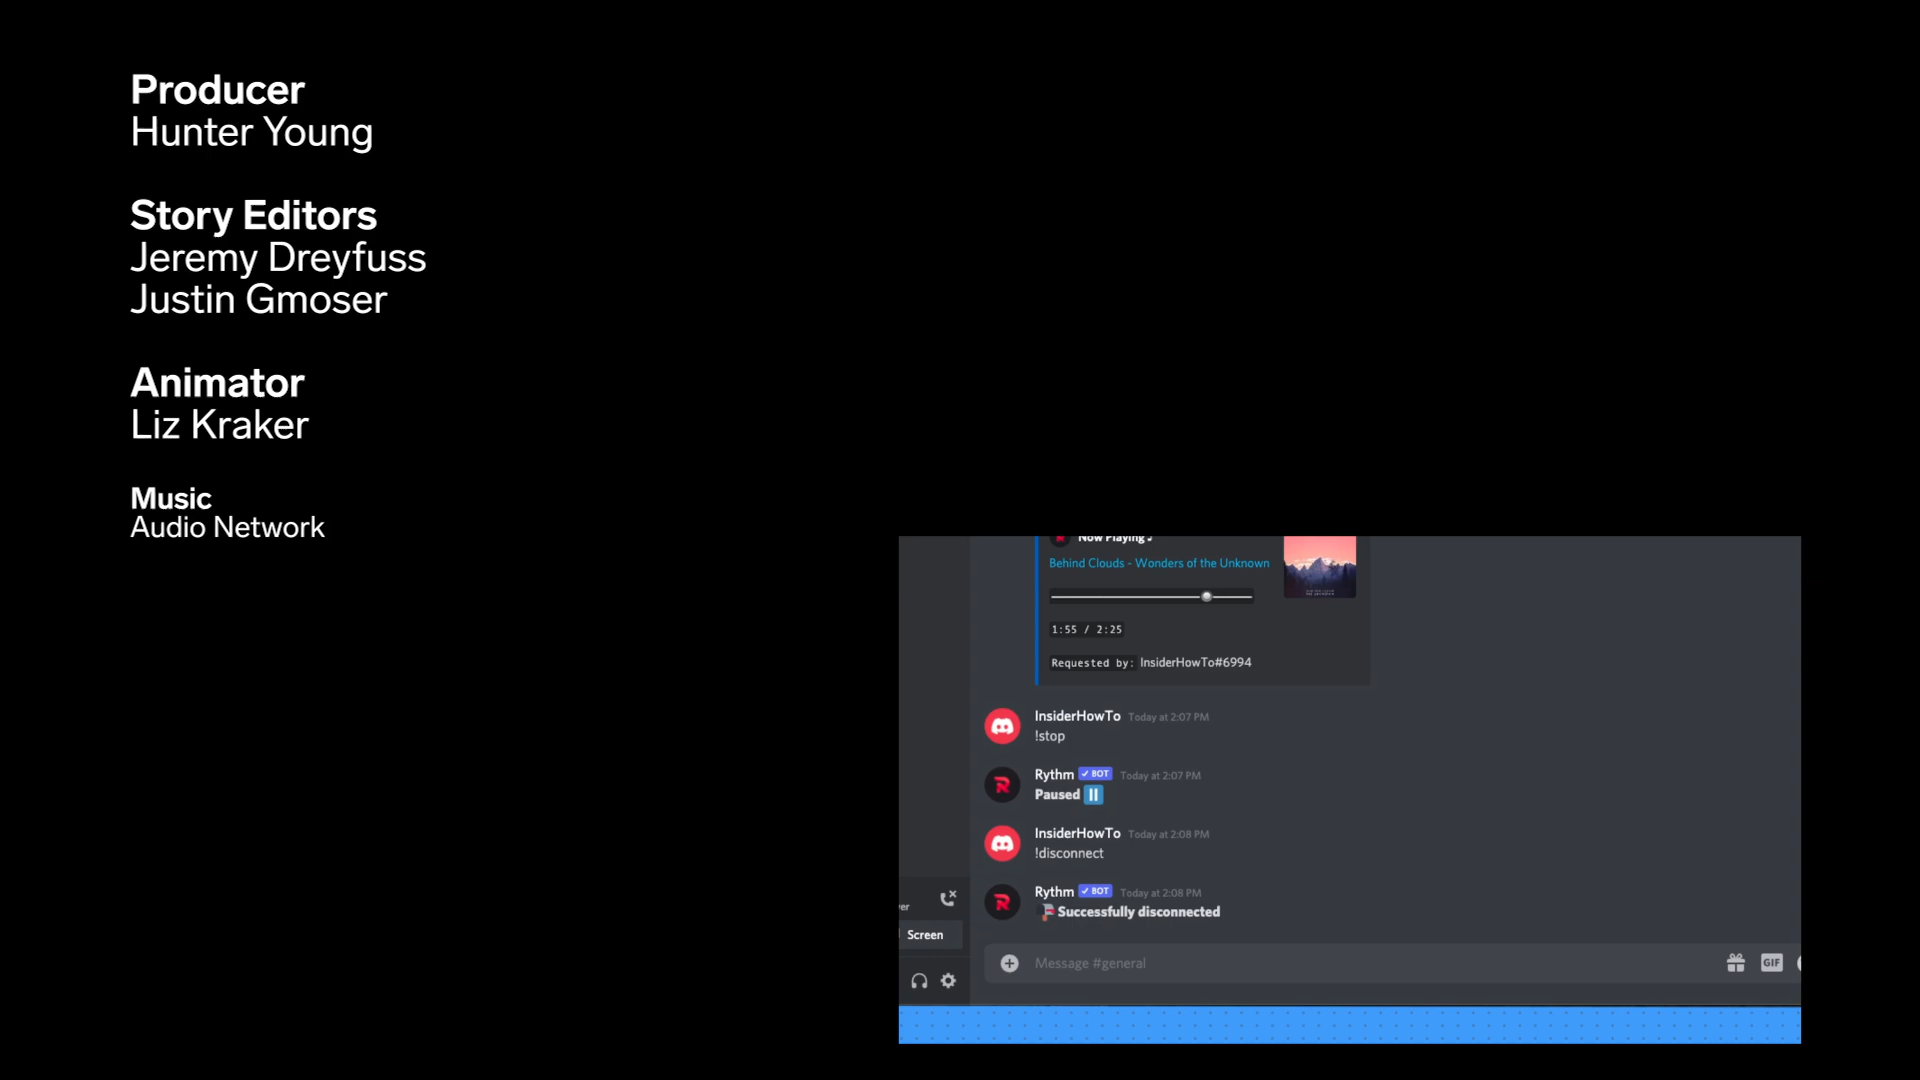 Producer
Hunter Young
Story Editors
Jeremy Dreyfuss
Justin Gmoser
Animator
Liz Kraker
Music
Audio Network
Now Playing ♪
Behind Clouds - Wonders of the Unknown
1:55 / 2:25
Requested by: InsiderHowTo#6994
InsiderHowTo Today at 2:07 PM
!stop
Rythm ✓ BOT Today at 2:07 PM
Paused
InsiderHowTo Today at 2:08 PM
!disconnect
Rythm ✓ BOT Today at 2:08 PM
Successfully disconnected
Screen
Message #general
GIF